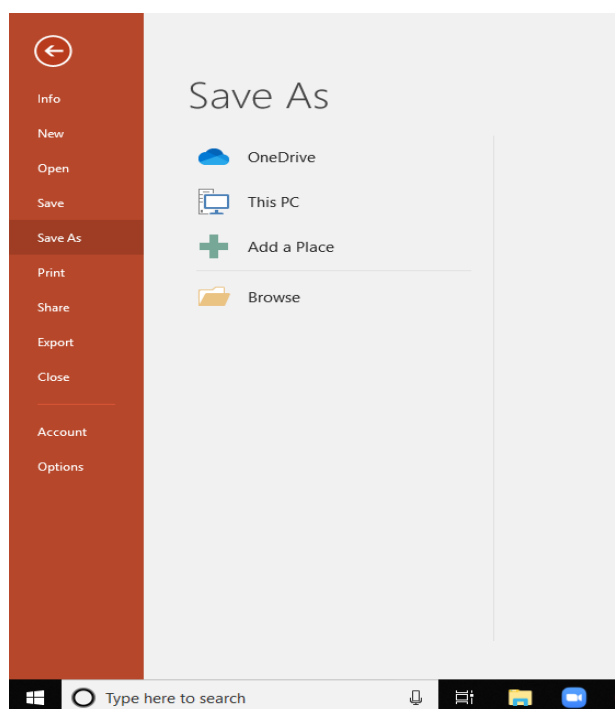 Info
New
Open
Save
Save As
Print
Share
Export
Close
Account
Options
Save As
OneDrive
This PC
Add a Place
Browse
Type here to search